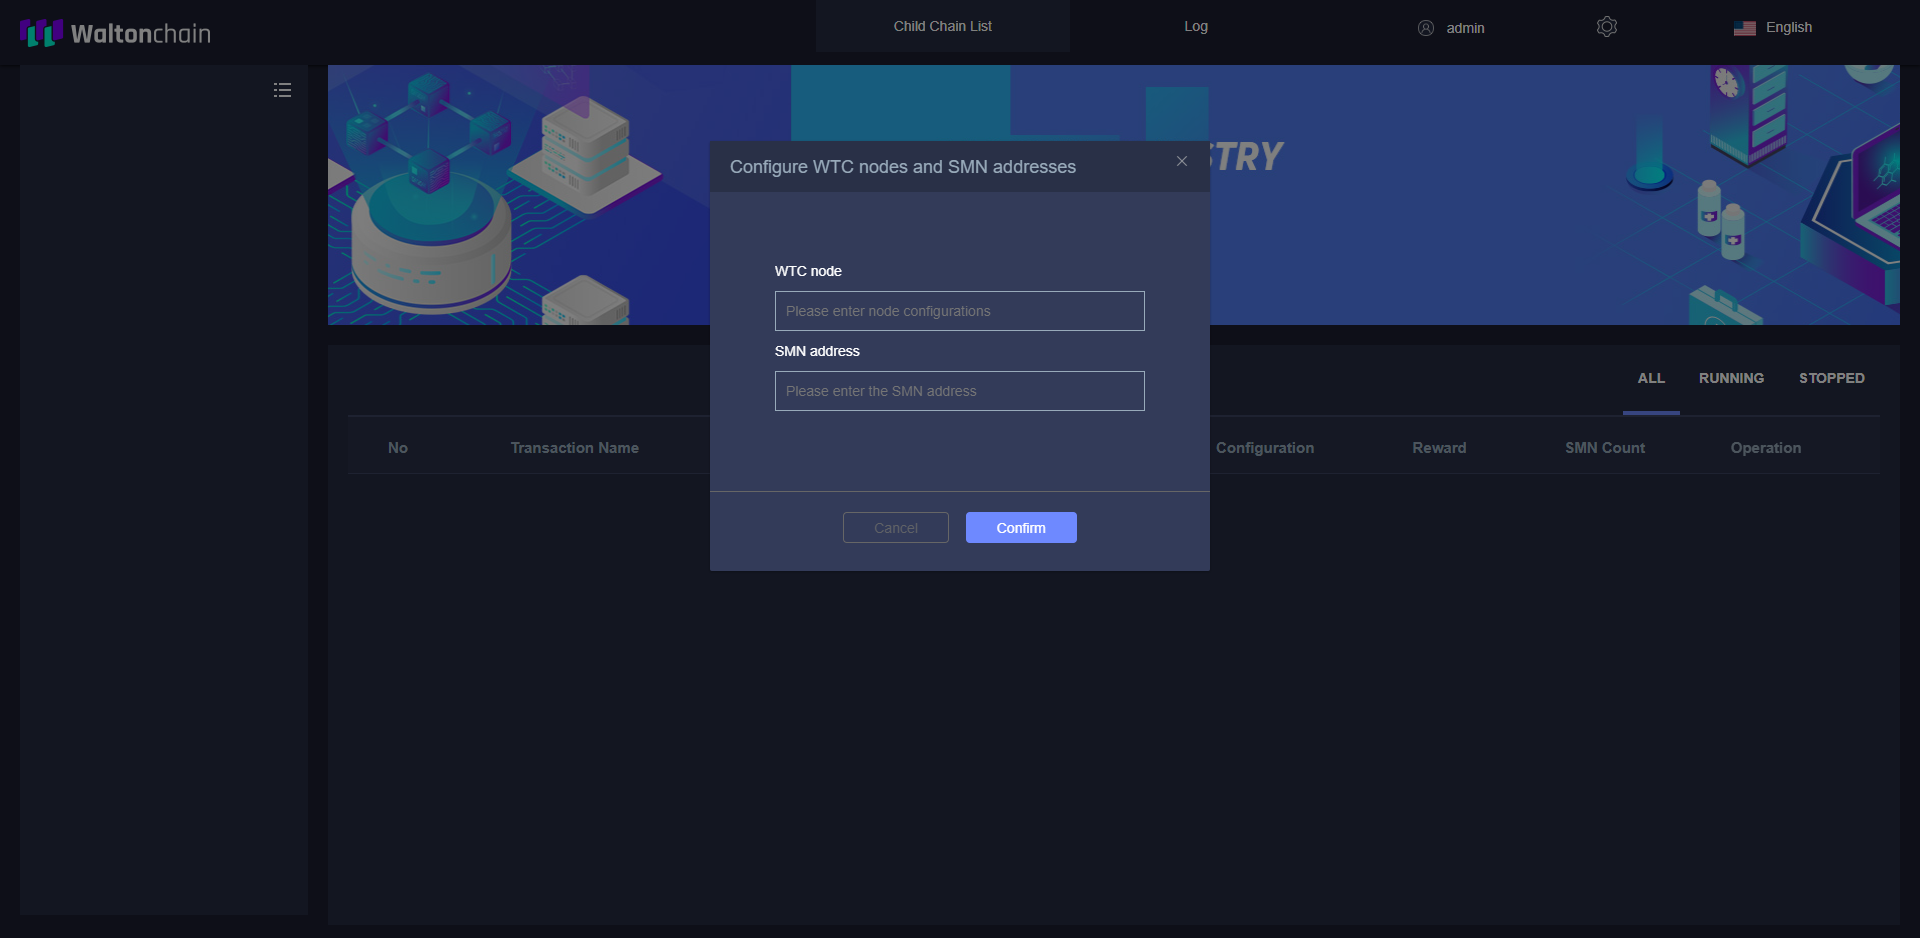 Waltonchain
Child Chain List
Log
admin
English
STRY
Configure WTC nodes and SMN addresses
WTC node
Please enter node configurations
SMN address
Please enter the SMN address
ALL
RUNNING
STOPPED
No
Transaction Name
Configuration
Reward
SMN Count
Operation
Cancel
Confirm